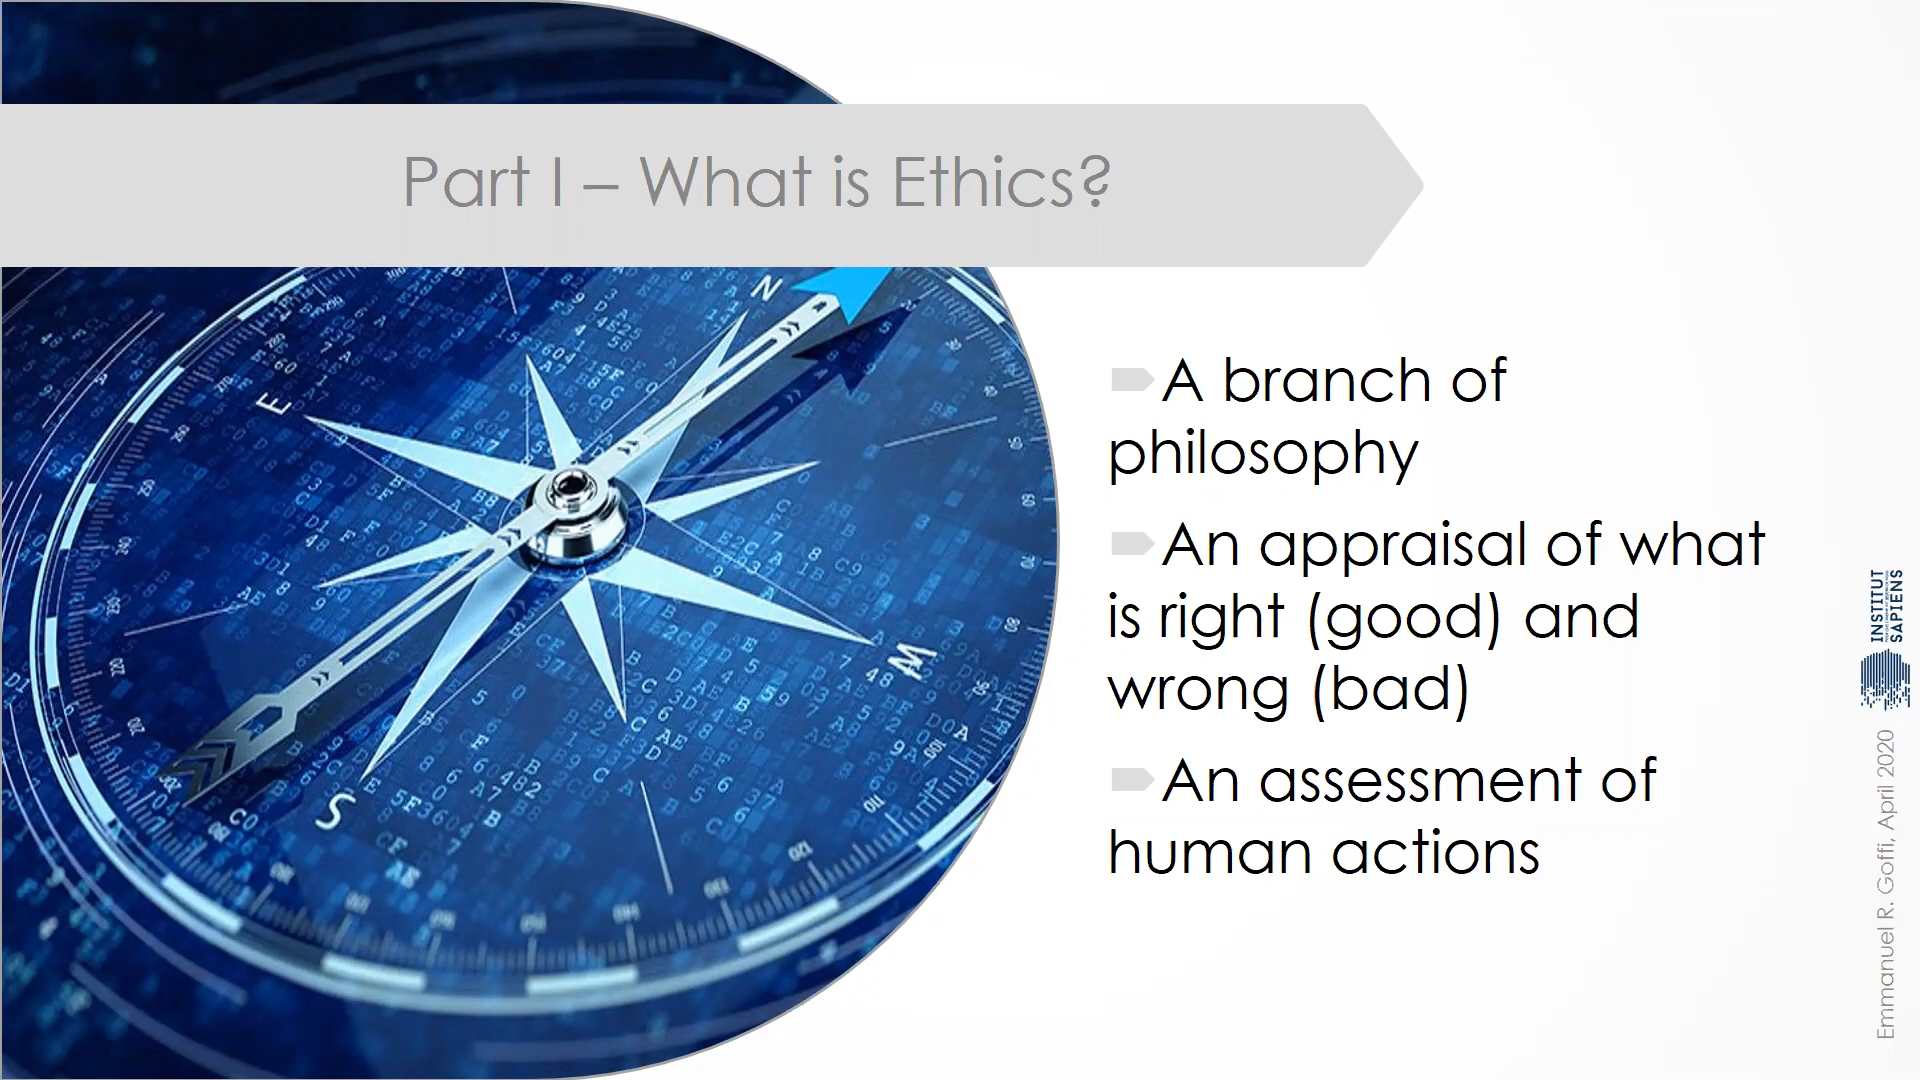 Part I – What is Ethics?
A branch of
philosophy
An appraisal of what
is right (good) and
wrong (bad)
An assessment of
human actions
N
E
S
W
INSTITUT
SAPIENS
Emmanuel R. Goffi, April 2020